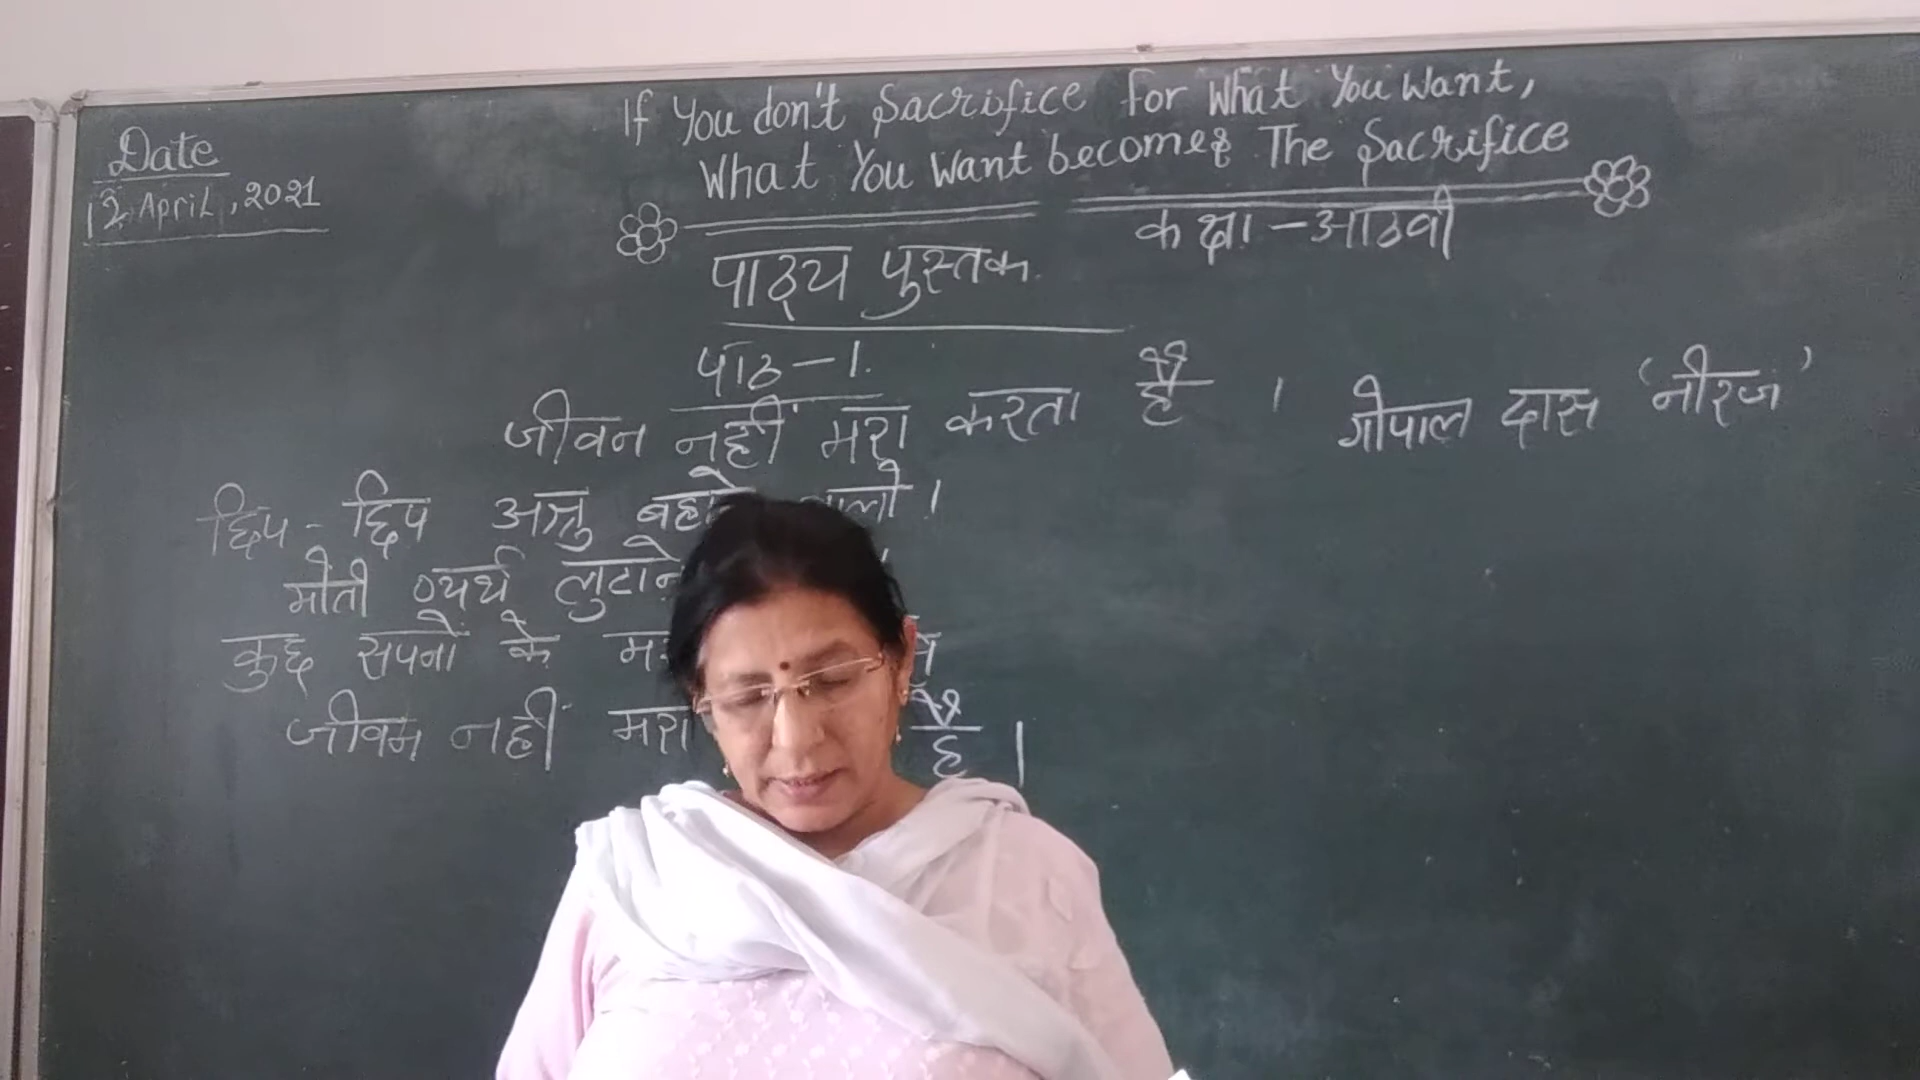 If You don't Sacrifice For What You Want,
What You Want becomes The Sacrifice
Date
12 April, 2021
कक्षा - आठवी
पाठ्य पुस्तक
पाठ - 1.
जीवन नहीं मरा करता है । गोपाल दास 'नीरज'
छिप - छिप अश्रु बहाने वालो ।
मोती व्यर्थ लुटाने
कुछ सपनों के से
जीवन नहीं मरा है ।